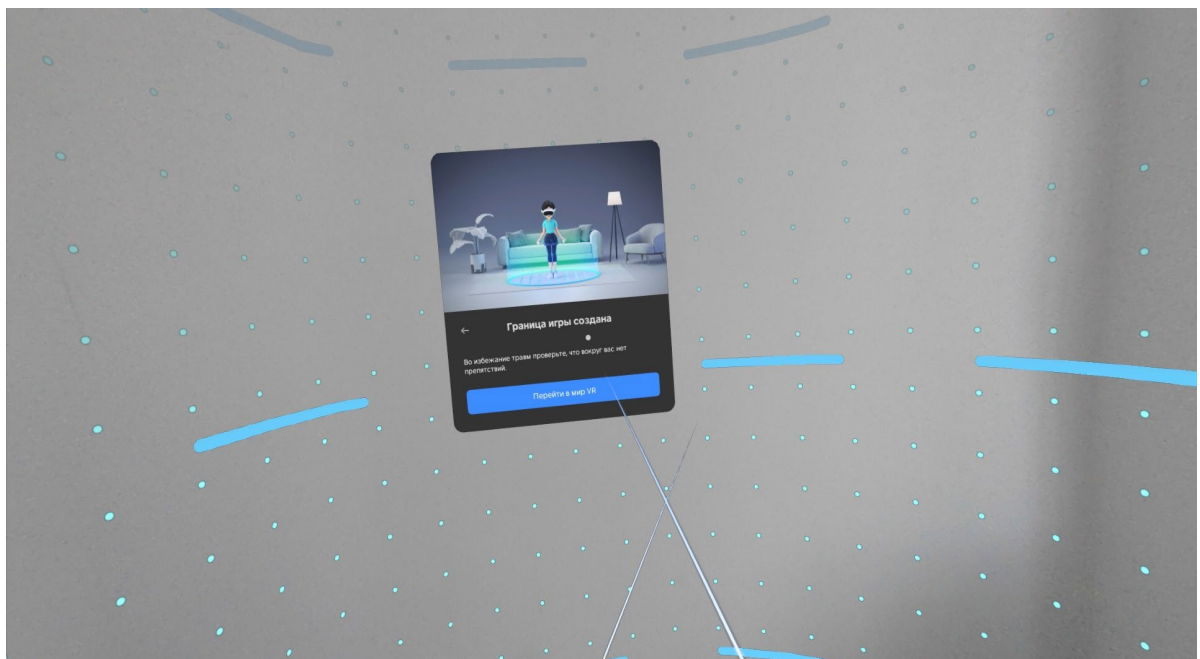 Граница игры создана
Во избежание травм проверьте, что вокруг вас нет
препятствий.
Перейти в мир VR